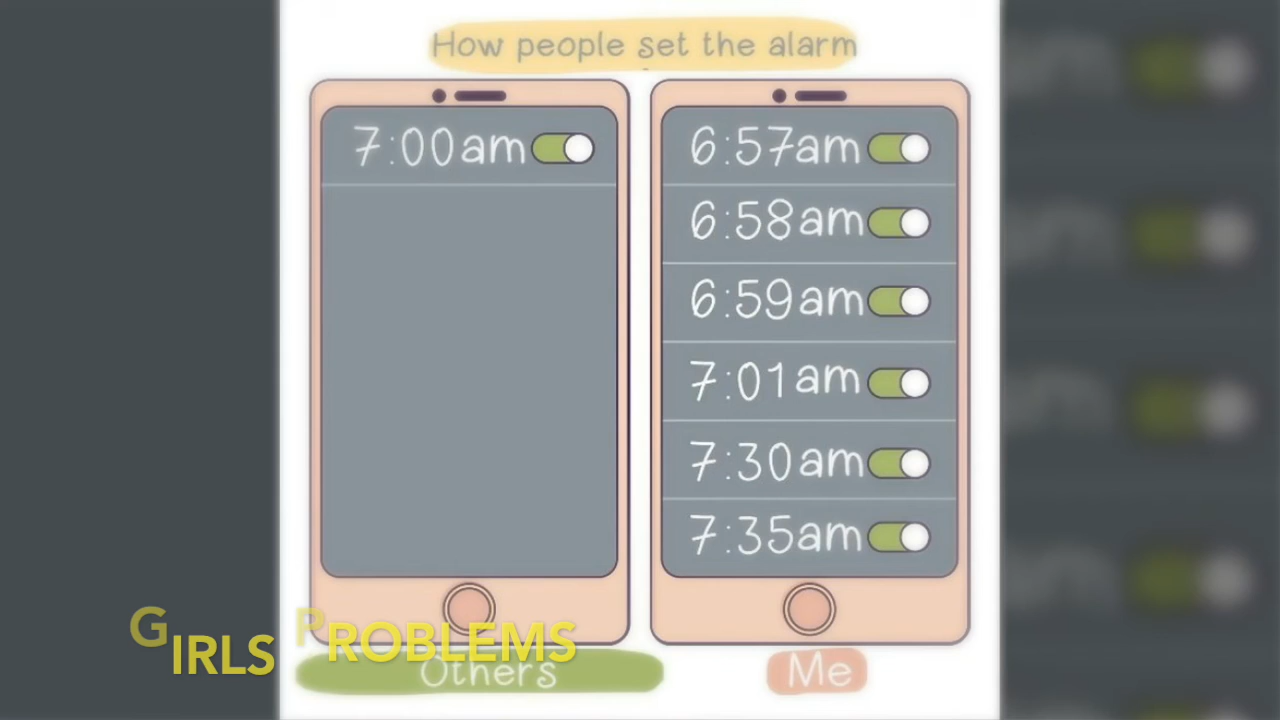 How people set the alarm
7:00am
6:57am
6:58am
6:59am
7:01am
7:30am
7:35am
GIRLS PROBLEMS
Others
Me